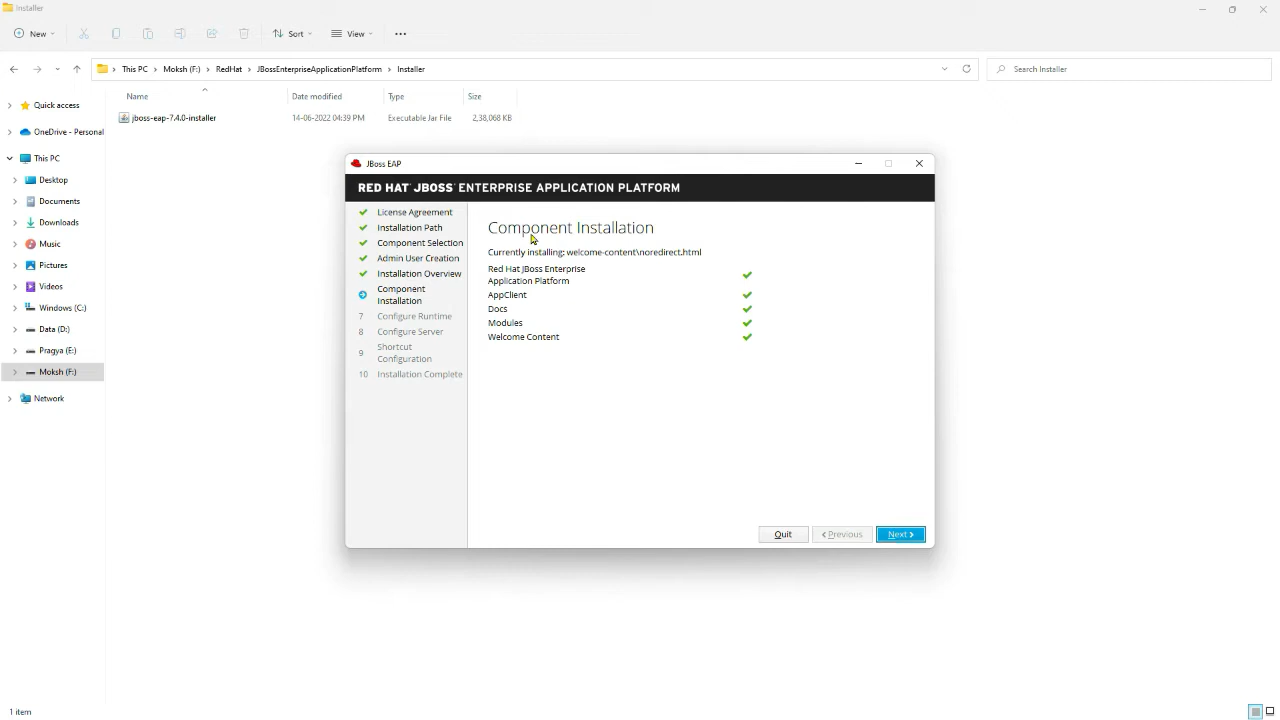 Installer
New
Sort
View
This PC > Moksh (F:) > RedHat > JBossEnterpriseApplicationPlatform > Installer
Search Installer
Name
Date modified
Type
Size
jboss-eap-7.4.0-installer
14-06-2022 04:39 PM
Executable Jar File
2,38,068 KB
Quick access
OneDrive - Personal
This PC
Desktop
Documents
Downloads
Music
Pictures
Videos
Windows (C:)
Data (D:)
Pragya (E:)
Moksh (F:)
Network
JBoss EAP
RED HAT JBOSS ENTERPRISE APPLICATION PLATFORM
License Agreement
Installation Path
Component Selection
Admin User Creation
Installation Overview
Component
Installation
7 Configure Runtime
8 Configure Server
9 Shortcut
Configuration
10 Installation Complete
Component Installation
Currently installing: welcome-content\noredirect.html
Red Hat JBoss Enterprise
Application Platform
AppClient
Docs
Modules
Welcome Content
Quit
< Previous
Next >
1 item